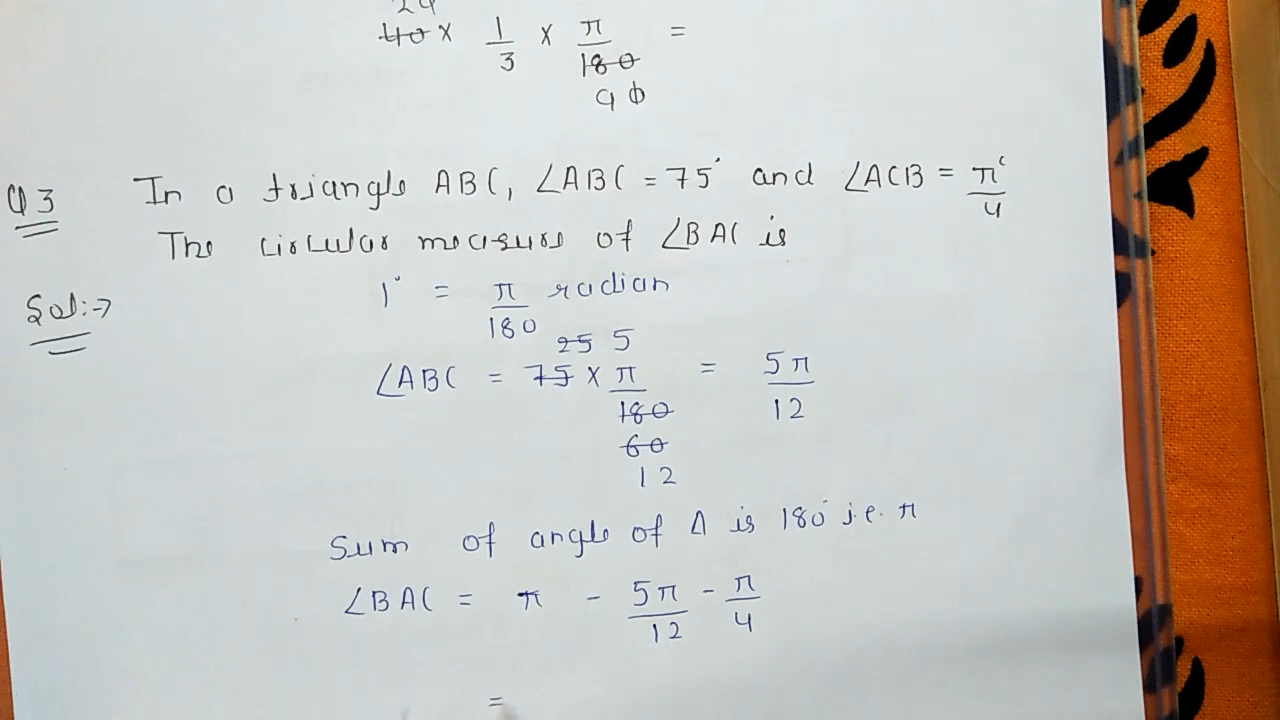 24
40 × 1/3 × π/180 =
90
Q3 In a triangle ABC, ∠ABC = 75° and ∠ACB = π/4 ᶜ
The circular measure of ∠BAC is
Sol:→ 1° = π/180 radian
25 5
∠ABC = 75 × π/180 = 5π/12
60
12
Sum of angle of Δ is 180° i.e. π
∠BAC = π - 5π/12 - π/4
=